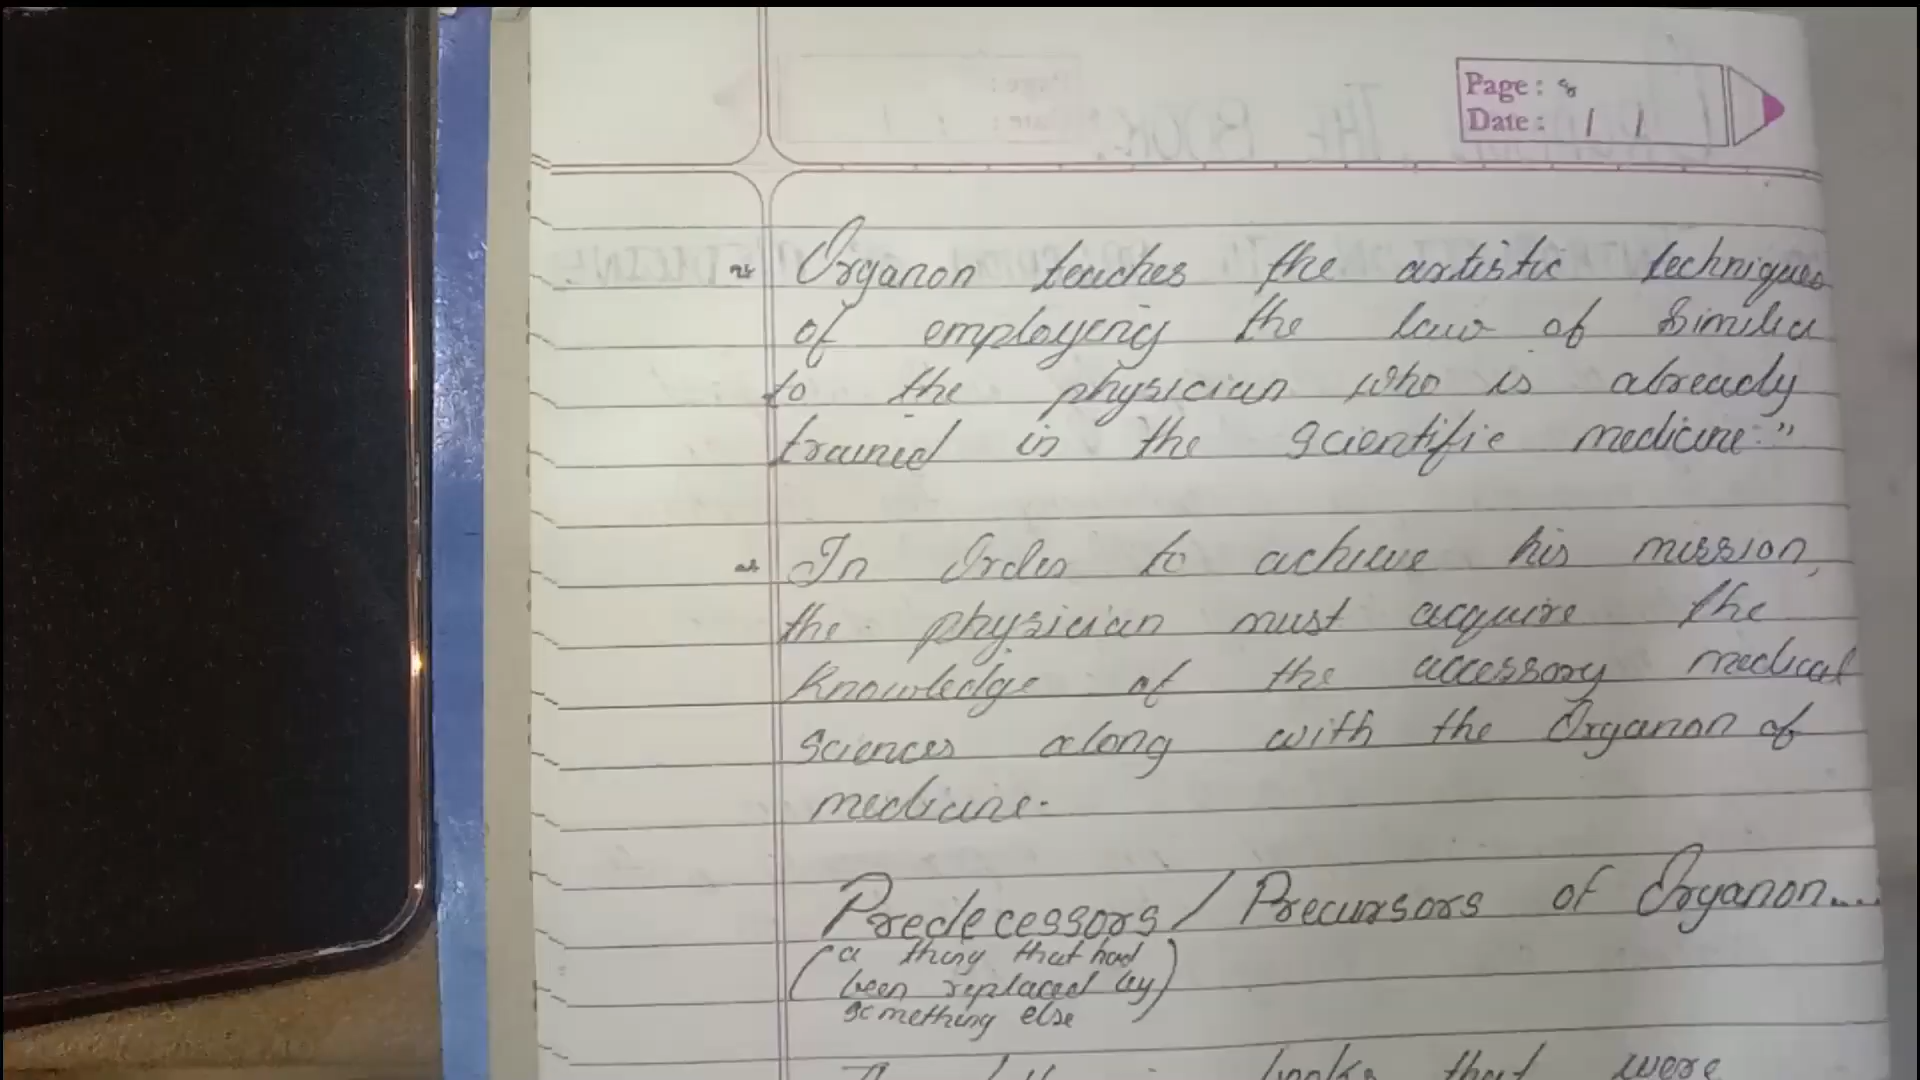 Page:
Date: / /
Organon teaches the artistic techniques
of employing the law of Similia
to the physician who is already
trained in the scientific medicine."
In Order to achieve his mission,
the physician must acquire the
knowledge of the accessory medical
sciences along with the Organon of
medicine.
Predecessors / Precursors of Organon...
(a thing that had
been replaced by)
something else
books that were